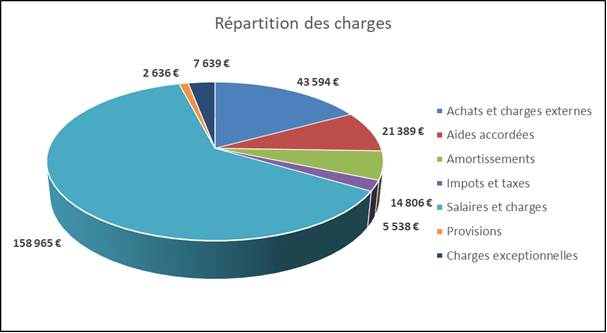 Répartition des charges
2 636 €
7 639 €
43 594 €
21 389 €
14 806 €
5 538 €
158 965 €
Achats et charges externes
Aides accordées
Amortissements
Impots et taxes
Salaires et charges
Provisions
Charges exceptionnelles